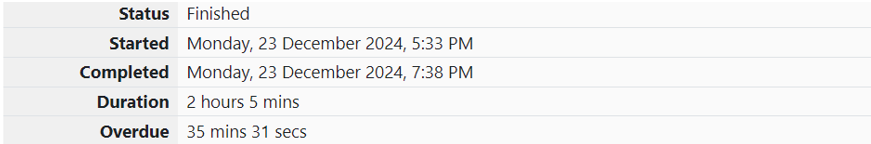 Status Finished
Started Monday, 23 December 2024, 5:33 PM
Completed Monday, 23 December 2024, 7:38 PM
Duration 2 hours 5 mins
Overdue 35 mins 31 secs